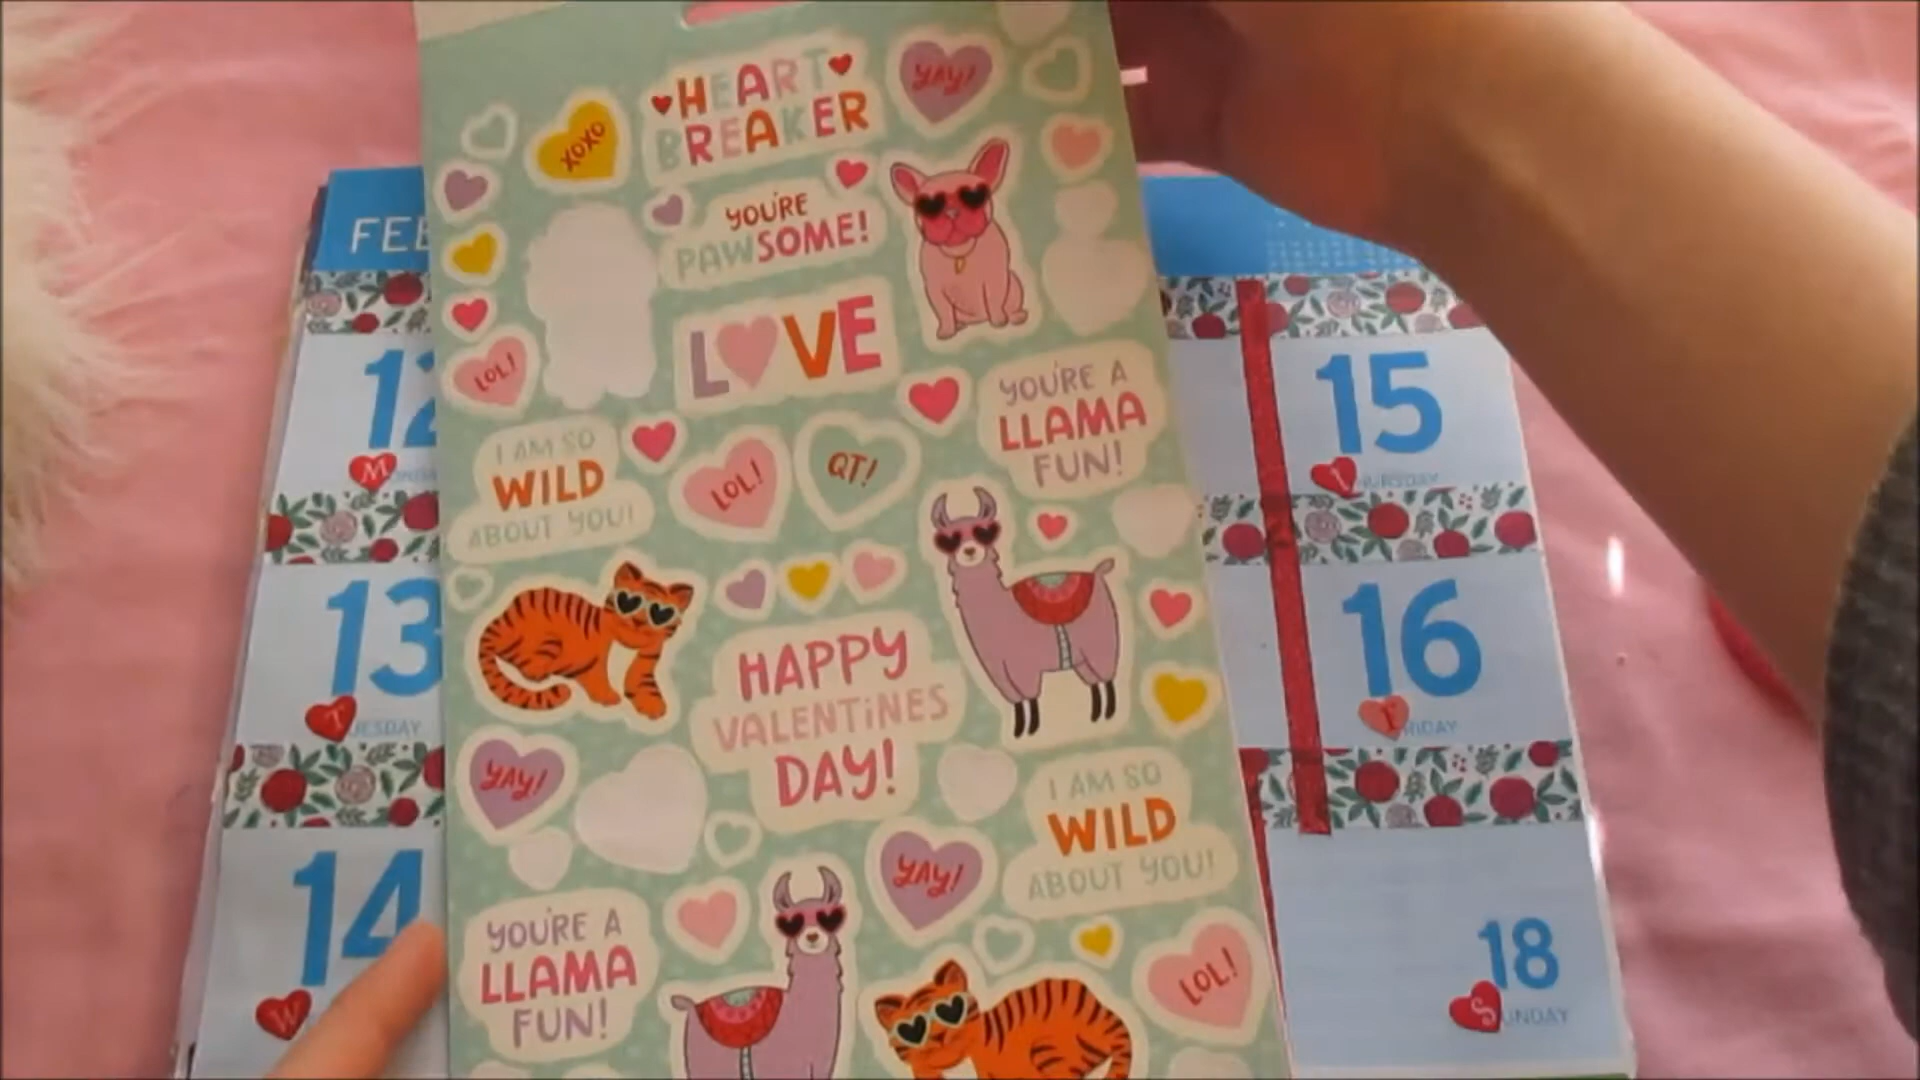 HEART
BREAKER
YAY!
XOXO
YOU'RE
PAWSOME!
LOVE
LOL!
YOU'RE A
LLAMA
FUN!
I AM SO
WILD
ABOUT YOU!
LOL!
QT!
HAPPY
VALENTINES
DAY!
YAY!
I AM SO
WILD
ABOUT YOU!
YAY!
YOU'RE A
LLAMA
FUN!
LOL!
FEB
12
M
13
TUESDAY
14
W
15
THURSDAY
16
FRIDAY
18
SUNDAY